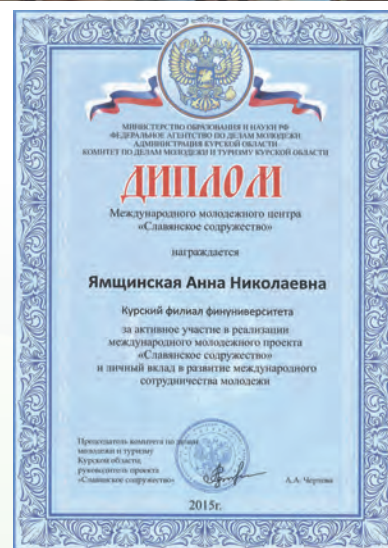 МИНИСТЕРСТВО ОБРАЗОВАНИЯ И НАУКИ РФ
ФЕДЕРАЛЬНОЕ АГЕНТСТВО ПО ДЕЛАМ МОЛОДЕЖИ
АДМИНИСТРАЦИЯ КУРСКОЙ ОБЛАСТИ
КОМИТЕТ ПО ДЕЛАМ МОЛОДЕЖИ И ТУРИЗМУ КУРСКОЙ ОБЛАСТИ
ДИПЛОМ
Международного молодежного центра
«Славянское содружество»
награждается
Ямщинская Анна Николаевна
Курский филиал финуниверситета
за активное участие в реализации
международного молодежного проекта
«Славянское содружество»
и личный вклад в развитие международного
сотрудничества молодежи
Председатель комитета по делам
молодежи и туризму
Курской области,
руководитель проекта
«Славянское содружество»
А.А. Чертова
2015г.